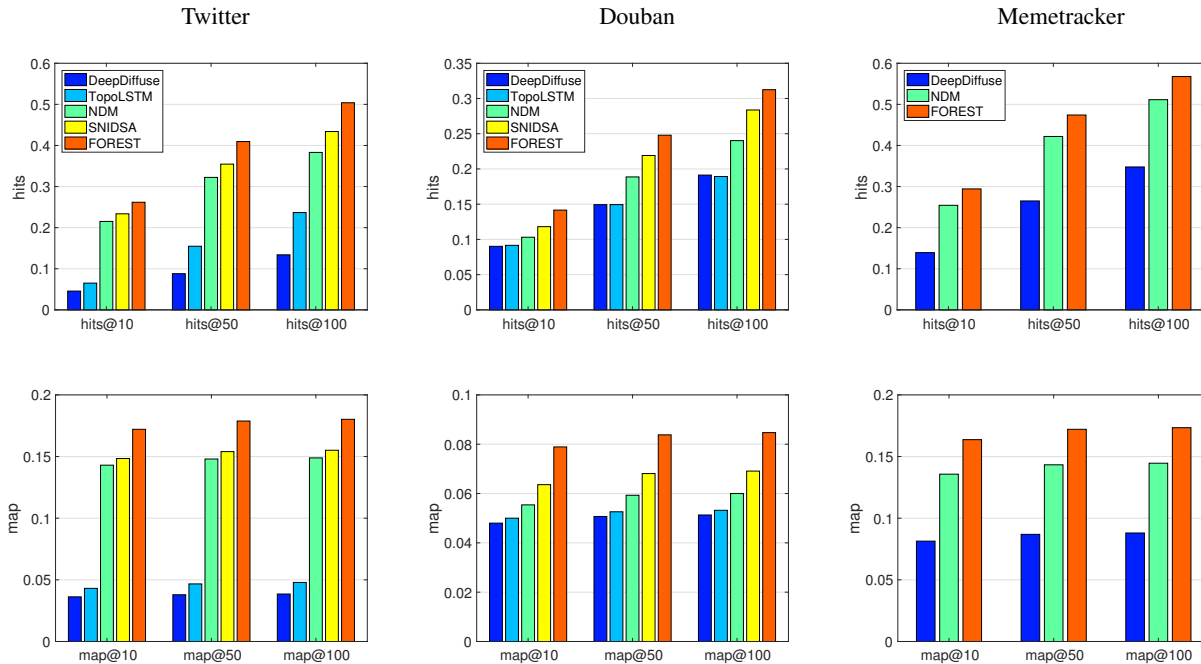 Twitter
Douban
Memetracker
0.6
0.5
0.4
0.3
0.2
0.1
0
hits
DeepDiffuse
TopoLSTM
NDM
SNIDSA
FOREST
hits@10
hits@50
hits@100
0.35
0.3
0.25
0.2
0.15
0.1
0.05
0
hits
DeepDiffuse
TopoLSTM
NDM
SNIDSA
FOREST
hits@10
hits@50
hits@100
0.6
0.5
0.4
0.3
0.2
0.1
0
hits
DeepDiffuse
NDM
FOREST
hits@10
hits@50
hits@100
0.2
0.15
0.1
0.05
0
map
map@10
map@50
map@100
0.1
0.08
0.06
0.04
0.02
0
map
map@10
map@50
map@100
0.2
0.15
0.1
0.05
0
map
map@10
map@50
map@100